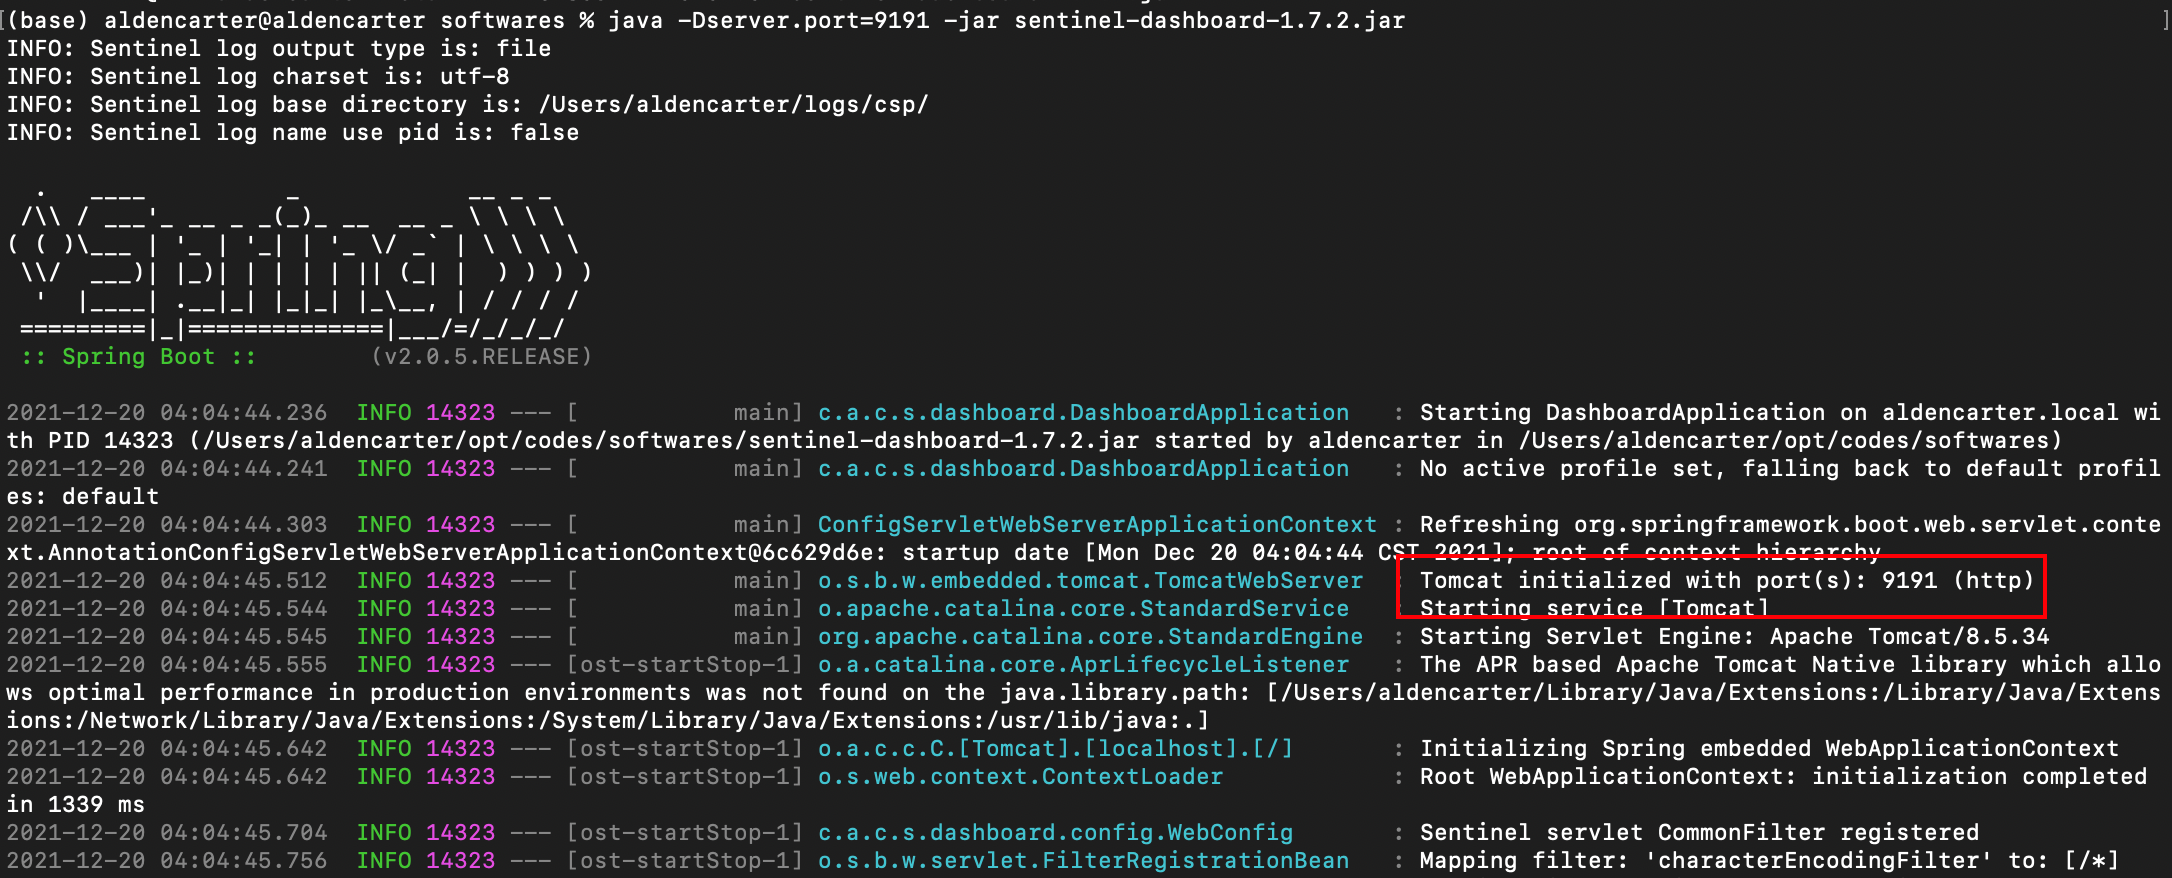 [(base) aldencarter@aldencarter softwares % java -Dserver.port=9191 -jar sentinel-dashboard-1.7.2.jar ]
INFO: Sentinel log output type is: file
INFO: Sentinel log charset is: utf-8
INFO: Sentinel log base directory is: /Users/aldencarter/logs/csp/
INFO: Sentinel log name use pid is: false

  .   ____          _            __ _ _
 /\\ / ___'_ __ _ _(_)_ __  __ _ \ \ \ \
( ( )\___ | '_ | '_| | '_ \/ _` | \ \ \ \
 \\/  ___)| |_)| | | | | || (_| |  ) ) ) )
  '  |____| .__|_| |_|_| |_\__, | / / / /
 =========|_|==============|___/=/_/_/_/
 :: Spring Boot ::        (v2.0.5.RELEASE)

2021-12-20 04:04:44.236  INFO 14323 --- [           main] c.a.c.s.dashboard.DashboardApplication   : Starting DashboardApplication on aldencarter.local wi
th PID 14323 (/Users/aldencarter/opt/codes/softwares/sentinel-dashboard-1.7.2.jar started by aldencarter in /Users/aldencarter/opt/codes/softwares)
2021-12-20 04:04:44.241  INFO 14323 --- [           main] c.a.c.s.dashboard.DashboardApplication   : No active profile set, falling back to default profil
es: default
2021-12-20 04:04:44.303  INFO 14323 --- [           main] ConfigServletWebServerApplicationContext : Refreshing org.springframework.boot.web.servlet.conte
xt.AnnotationConfigServletWebServerApplicationContext@6c629d6e: startup date [Mon Dec 20 04:04:44 CST 2021]; root of context hierarchy
2021-12-20 04:04:45.512  INFO 14323 --- [           main] o.s.b.w.embedded.tomcat.TomcatWebServer  : Tomcat initialized with port(s): 9191 (http)
2021-12-20 04:04:45.544  INFO 14323 --- [           main] o.apache.catalina.core.StandardService   : Starting service [Tomcat]
2021-12-20 04:04:45.545  INFO 14323 --- [           main] org.apache.catalina.core.StandardEngine  : Starting Servlet Engine: Apache Tomcat/8.5.34
2021-12-20 04:04:45.555  INFO 14323 --- [ost-startStop-1] o.a.catalina.core.AprLifecycleListener   : The APR based Apache Tomcat Native library which allo
ws optimal performance in production environments was not found on the java.library.path: [/Users/aldencarter/Library/Java/Extensions:/Library/Java/Extens
ions:/Network/Library/Java/Extensions:/System/Library/Java/Extensions:/usr/lib/java:.]
2021-12-20 04:04:45.642  INFO 14323 --- [ost-startStop-1] o.a.c.c.C.[Tomcat].[localhost].[/]       : Initializing Spring embedded WebApplicationContext
2021-12-20 04:04:45.642  INFO 14323 --- [ost-startStop-1] o.s.web.context.ContextLoader            : Root WebApplicationContext: initialization completed
in 1339 ms
2021-12-20 04:04:45.704  INFO 14323 --- [ost-startStop-1] c.a.c.s.dashboard.config.WebConfig       : Sentinel servlet CommonFilter registered
2021-12-20 04:04:45.756  INFO 14323 --- [ost-startStop-1] o.s.b.w.servlet.FilterRegistrationBean   : Mapping filter: 'characterEncodingFilter' to: [/*]